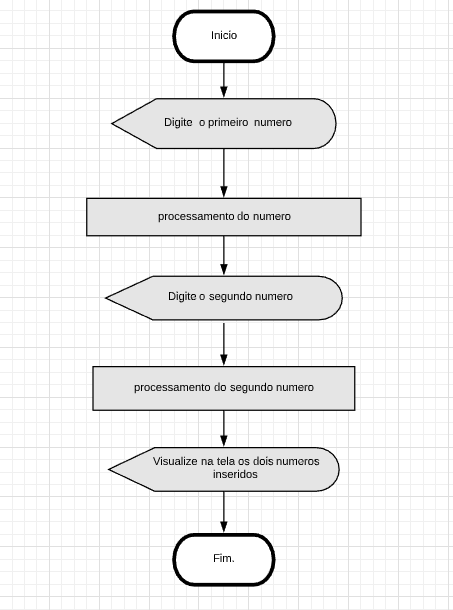 Inicio
Digite o primeiro numero
processamento do numero
Digite o segundo numero
processamento do segundo numero
Visualize na tela os dois numeros
inseridos
Fim.